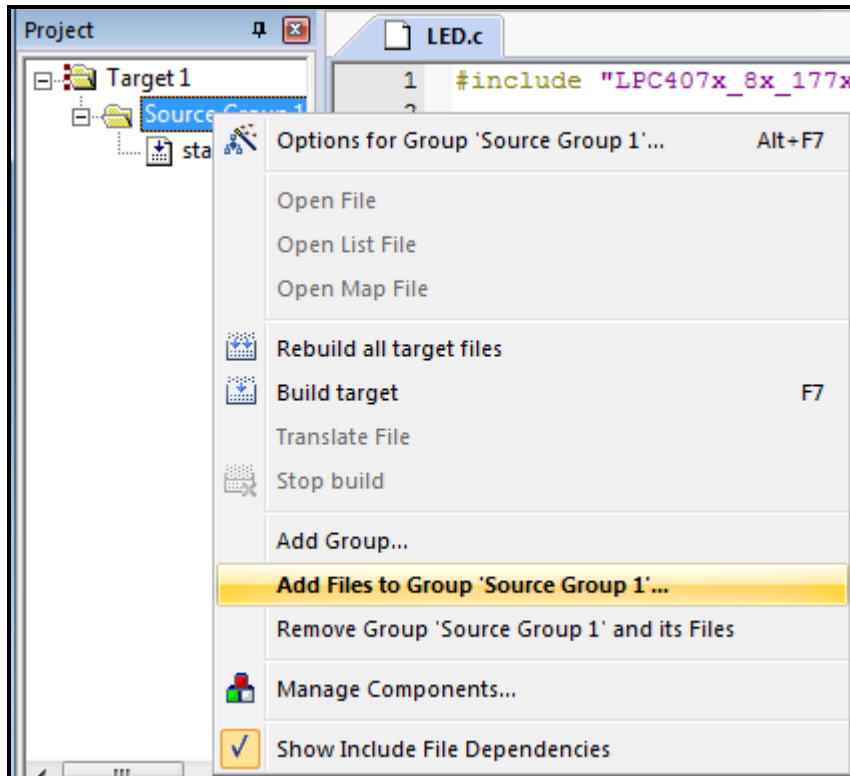 Project
LED.c
Target 1
1 #include "LPC407x_8x_177x
Source Group 1
2
sta
Options for Group 'Source Group 1'... Alt+F7
Open File
Open List File
Open Map File
Rebuild all target files
Build target F7
Translate File
Stop build
Add Group...
Add Files to Group 'Source Group 1'...
Remove Group 'Source Group 1' and its Files
Manage Components...
Show Include File Dependencies